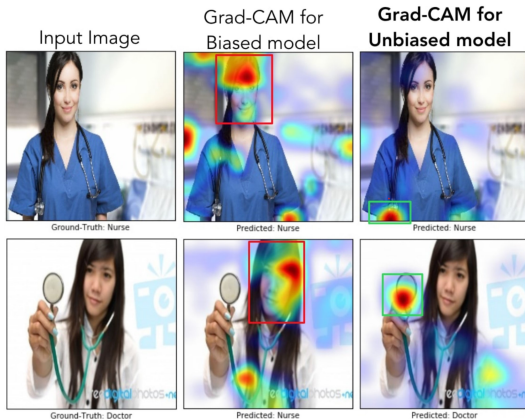 Input Image
Grad-CAM for
Biased model
Grad-CAM for
Unbiased model
Ground-Truth: Nurse
Predicted: Nurse
Predicted: Nurse
Ground-Truth: Doctor
Predicted: Nurse
Predicted: Doctor